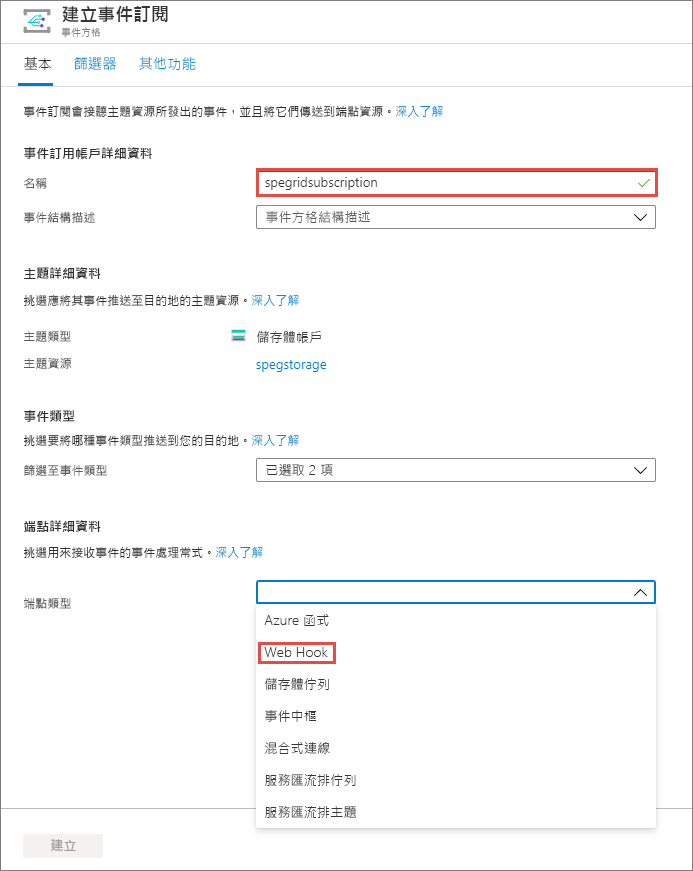 建立事件訂閱
事件方格
基本 篩選器 其他功能
事件訂閱會接聽主題資源所發出的事件，並且將它們傳送到端點資源。深入了解
事件訂用帳戶詳細資料
名稱 spegridsubscription
事件結構描述 事件方格結構描述
主題詳細資料
挑選應將其事件推送至目的地的主題資源。深入了解
主題類型 儲存體帳戶
主題資源 spegstorage
事件類型
挑選要將哪種事件類型推送到您的目的地。深入了解
篩選至事件類型 已選取 2 項
端點詳細資料
挑選用來接收事件的事件處理常式。深入了解
端點類型
Azure 函式
Web Hook
儲存體佇列
事件中樞
混合式連線
服務匯流排佇列
服務匯流排主題
建立